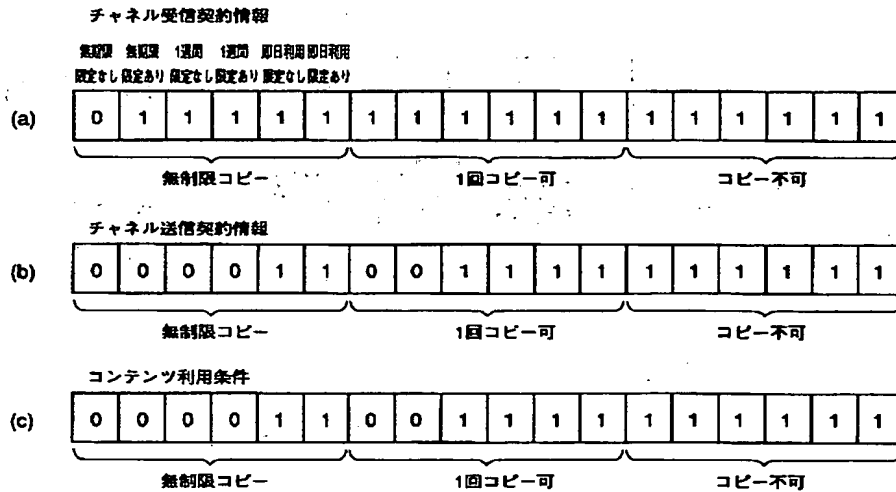 チャネル受信契約情報
無期限 無期限 1週間 1週間 即日利用 即日利用
限定なし 限定あり 限定なし 限定あり 限定なし 限定あり
(a) 0 1 1 1 1 1 1 1 1 1 1 1 1 1 1 1 1 1
無制限コピー 1回コピー可 コピー不可
チャネル送信契約情報
(b) 0 0 0 0 1 1 0 0 1 1 1 1 1 1 1 1 1 1
無制限コピー 1回コピー可 コピー不可
コンテンツ利用条件
(c) 0 0 0 0 1 1 0 0 1 1 1 1 1 1 1 1 1 1
無制限コピー 1回コピー可 コピー不可